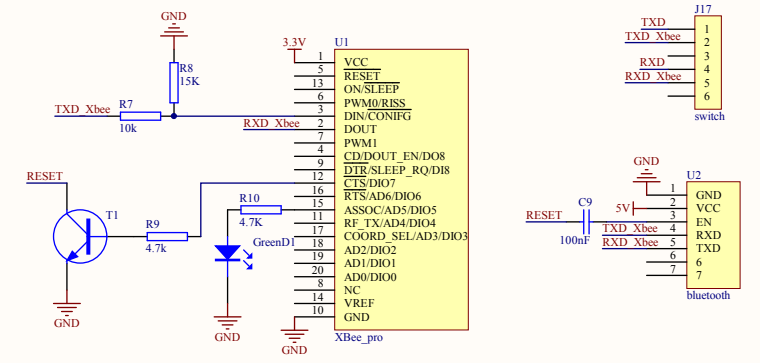 GND
R8
15K
TXD_Xbee
R7
10k
RXD_Xbee
3.3V
U1
1 VCC
5 RESET
13 ON/SLEEP
6 PWM0/RISS
3 DIN/CONIFG
2 DOUT
7 PWM1
4 CD/DOUT_EN/DO8
9 DTR/SLEEP_RQ/DI8
12 CTS/DIO7
16 RTS/AD6/DIO6
15 ASSOC/AD5/DIO5
11 RF_TX/AD4/DIO4
17 COORD_SEL/AD3/DIO3
18 AD2/DIO2
19 AD1/DIO1
20 AD0/DIO0
8 NC
14 VREF
10 GND
XBee_pro
GND
RESET
T1
R9
4.7k
GND
R10
4.7K
GreenD1
GND
J17
TXD 1
TXD_Xbee 2
3
RXD 4
RXD_Xbee 5
6
switch
GND
U2
1 GND
5V 2 VCC
RESET
C9
100nF
3 EN
TXD_Xbee 4 RXD
RXD_Xbee 5 TXD
6 6
7 7
bluetooth